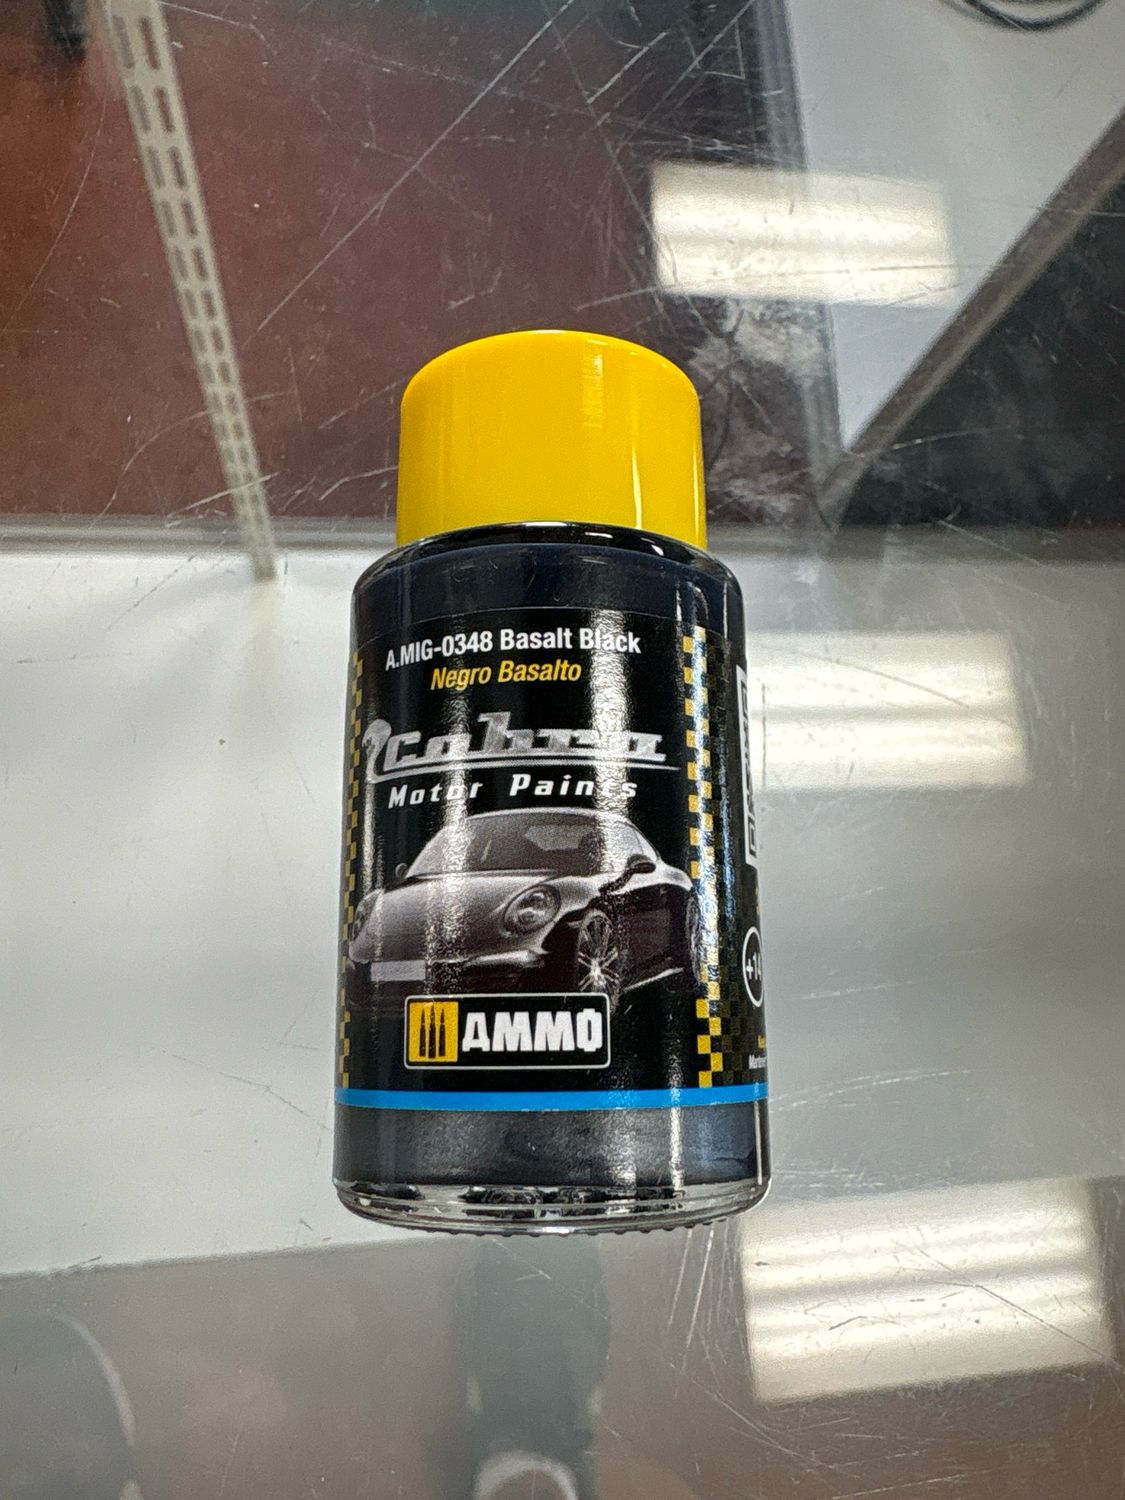 A.MIG-0348 Basalt Black
Negro Basalto
Cobra
Motor Paints
AMMO